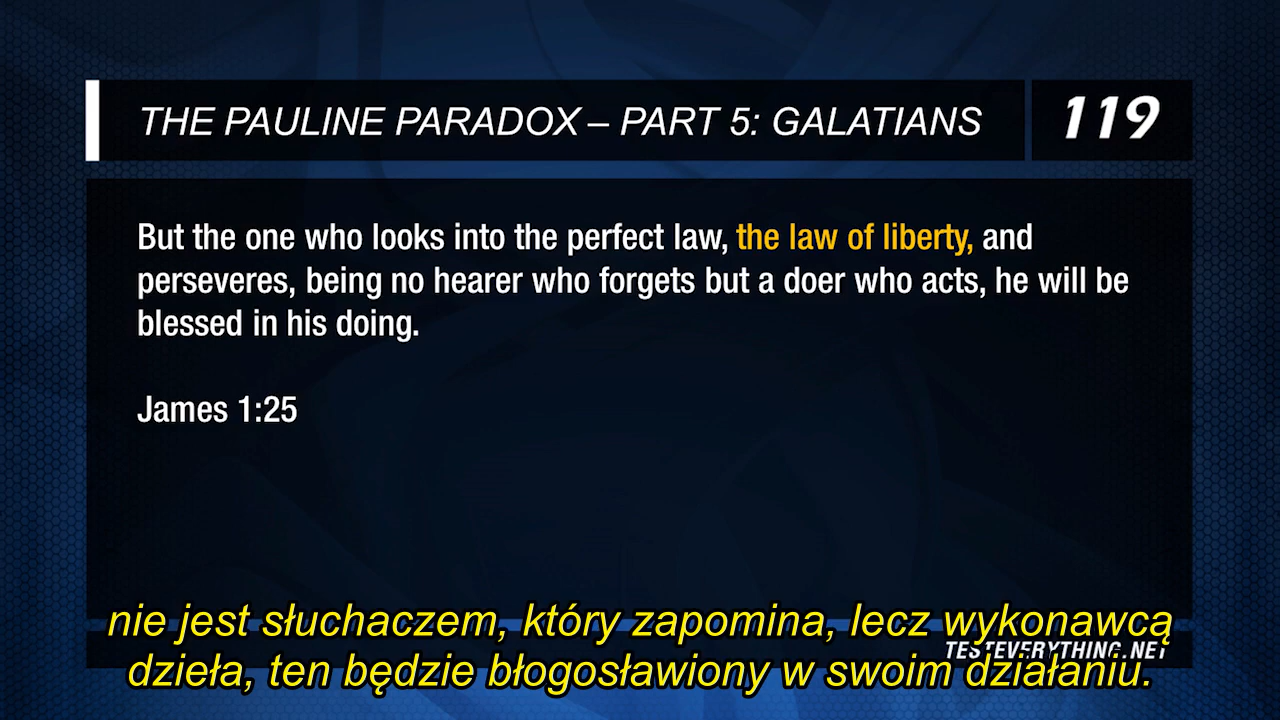 THE PAULINE PARADOX – PART 5: GALATIANS
119
But the one who looks into the perfect law, the law of liberty, and
perseveres, being no hearer who forgets but a doer who acts, he will be
blessed in his doing.
James 1:25
nie jest słuchaczem, który zapomina, lecz wykonawcą
TESTEVERYTHING.NET
dzieła, ten będzie błogosławiony w swoim działaniu.